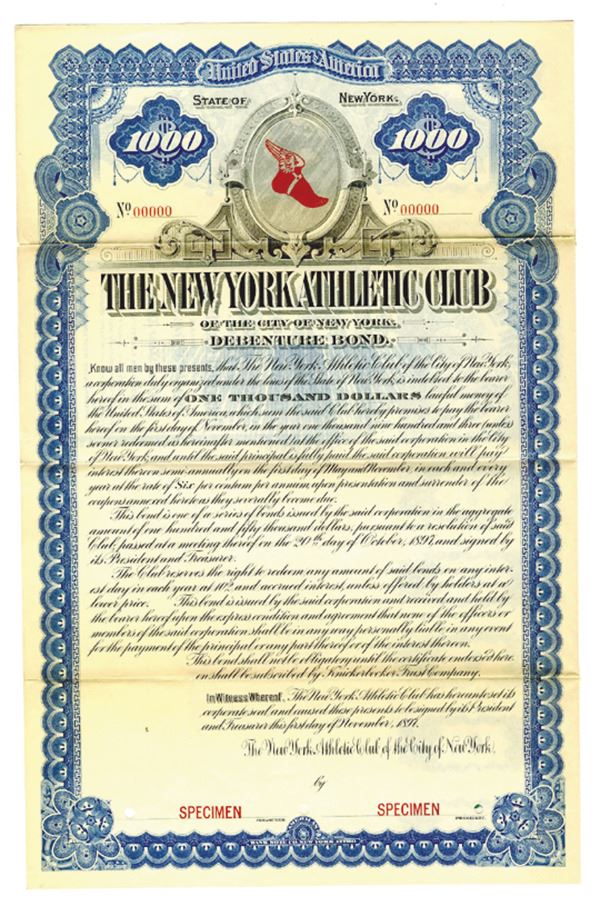 United States America
STATE OF NEW YORK.
$1000 $1000
No 00000 No 00000
THE NEW YORK ATHLETIC CLUB
OF THE CITY OF NEW YORK.
DEBENTURE BOND.
Know all men by these presents, that The New York Athletic Club of the City of New York,
a corporation duly organized under the laws of the State of New York, is indebted to the bearer
hereof in the sum of ONE THOUSAND DOLLARS lawful money of
the United States of America, which sum the said Club hereby promises to pay the bearer
hereof on the first day of November, in the year one thousand nine hundred and three (unless
sooner redeemed as hereinafter mentioned) at the office of the said corporation in the City
of New York, and until the said principal is fully paid the said corporation will pay
interest thereon semi-annually on the first day of May and November, in each and every
year at the rate of Six per centum per annum, upon presentation and surrender of the
coupons annexed hereto as they severally become due.
This bond is one of a series of bonds issued by the said corporation in the aggregate
amount of one hundred and fifty thousand dollars, pursuant to a resolution of said
Club, passed at a meeting thereof on the 20th day of October, 1897, and signed by
its President and Treasurer.
The Club reserves the right to redeem any amount of said bonds on any inter-
est day in each year at and accrued interest, unless offered by holders at a
lower price. This bond is issued by the said corporation and received and held by
the bearer hereof upon the express condition and agreement that none of the officers or
members of the said corporation shall be in any way personally liable in any event
for the payment of the principal or any part thereof or of the interest thereon.
This bond shall not be obligatory until the certificate endorsed here-
on shall be subscribed by Knickerbocker Trust Company.
In Witness Whereof, The New York Athletic Club has hereunto set its
corporate seal and caused these presents to be signed by its President
and Treasurer this first day of November, 1897.
The New York Athletic Club of the City of New York.
by
SPECIMEN SPECIMEN
TREASURER. PRESIDENT.
BANK NOTE CO. NEW YORK